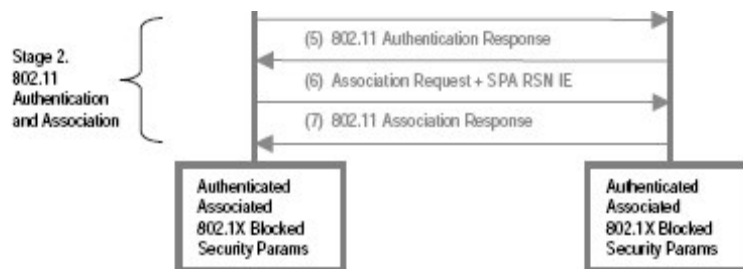 (5) 802.11 Authentication Response
Stage 2.
802.11
Authentication
and Association
(6) Association Request + SPA RSN IE
(7) 802.11 Association Response
Authenticated
Associated
802.1X Blocked
Security Params
Authenticated
Associated
802.1X Blocked
Security Params